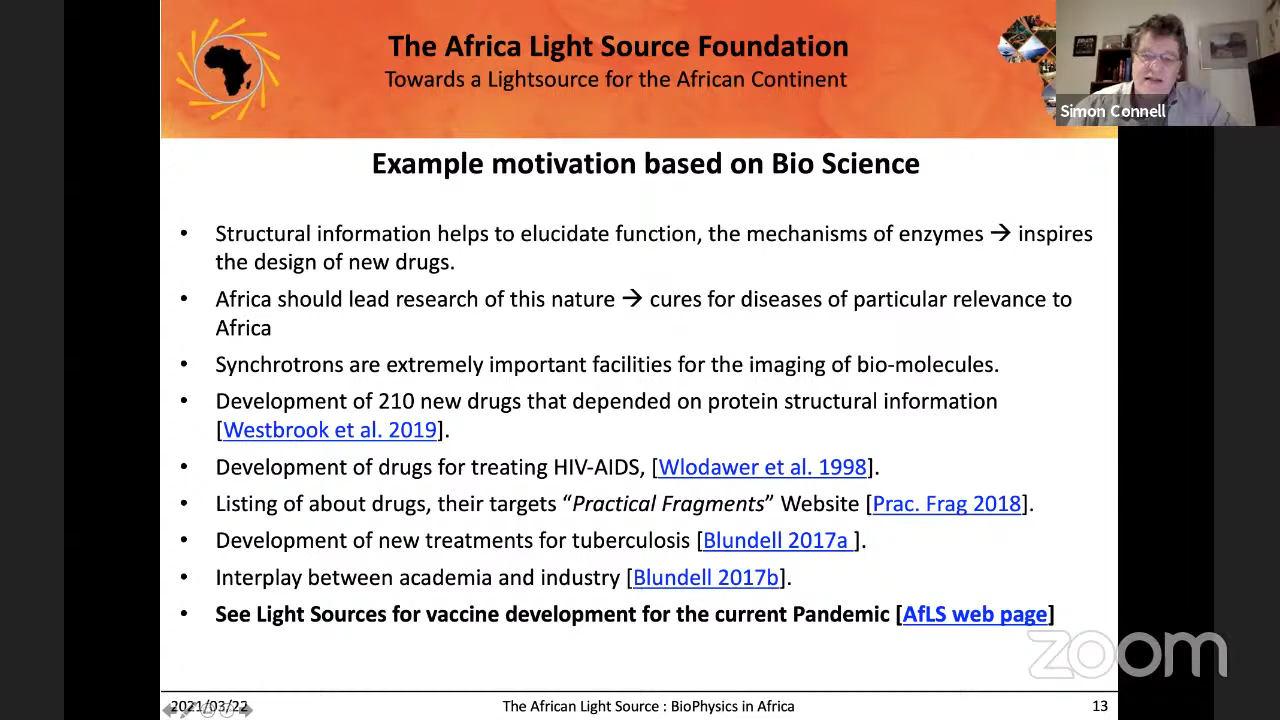 The Africa Light Source Foundation
Towards a Lightsource for the African Continent
Simon Connell
Example motivation based on Bio Science
• Structural information helps to elucidate function, the mechanisms of enzymes → inspires
the design of new drugs.
• Africa should lead research of this nature → cures for diseases of particular relevance to
Africa
• Synchrotrons are extremely important facilities for the imaging of bio-molecules.
• Development of 210 new drugs that depended on protein structural information
[Westbrook et al. 2019].
• Development of drugs for treating HIV-AIDS, [Wlodawer et al. 1998].
• Listing of about drugs, their targets “Practical Fragments” Website [Prac. Frag 2018].
• Development of new treatments for tuberculosis [Blundell 2017a ].
• Interplay between academia and industry [Blundell 2017b].
• See Light Sources for vaccine development for the current Pandemic [AfLS web page]
zoom
2021/03/22
The African Light Source : BioPhysics in Africa
13